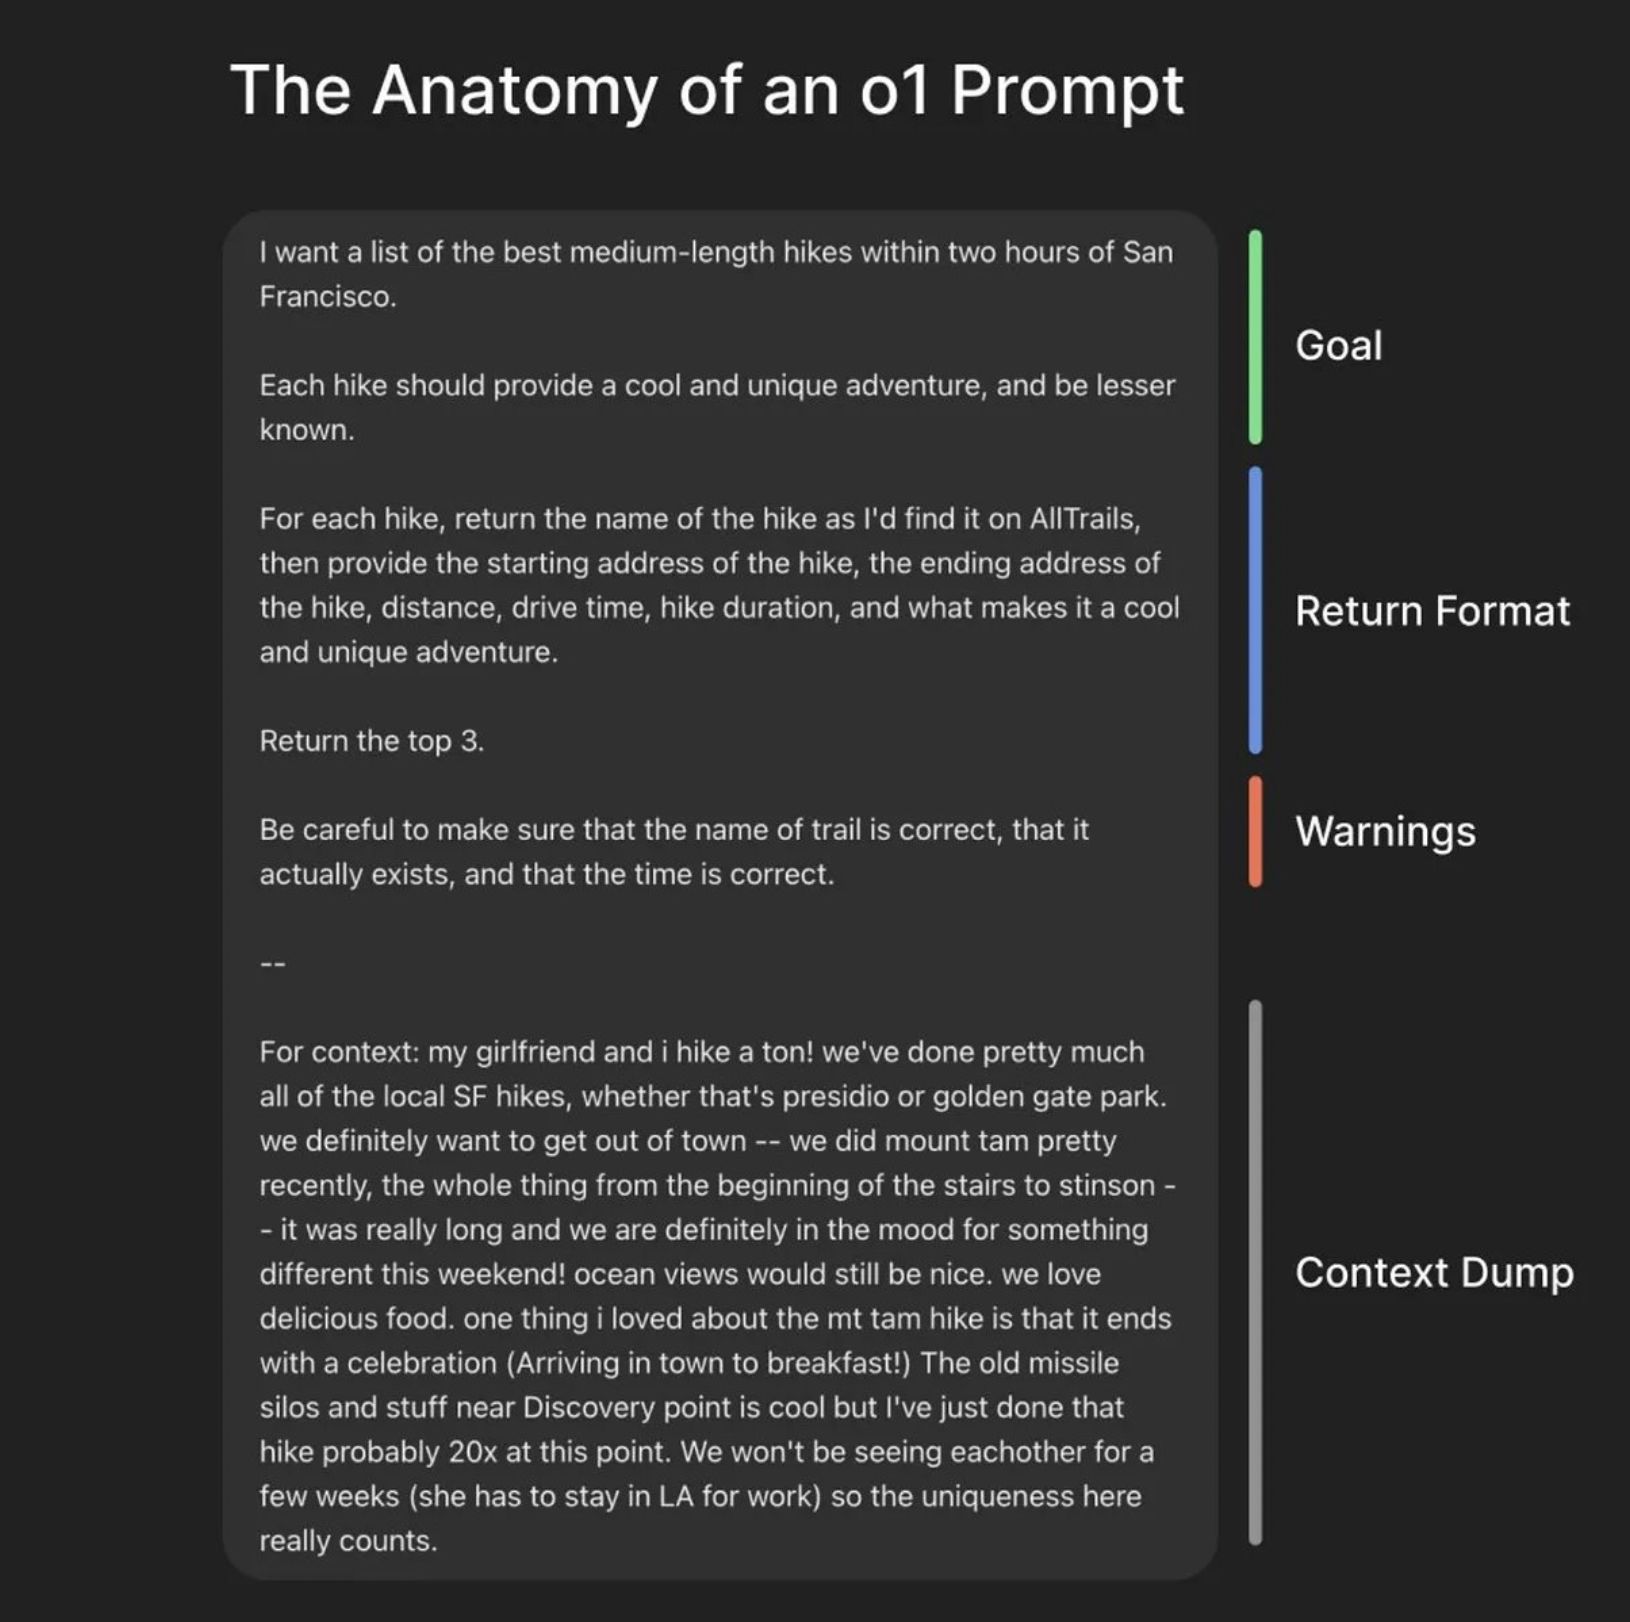 The Anatomy of an o1 Prompt
I want a list of the best medium-length hikes within two hours of San
Francisco.
Each hike should provide a cool and unique adventure, and be lesser
known.
Goal
For each hike, return the name of the hike as I'd find it on AllTrails,
then provide the starting address of the hike, the ending address of
the hike, distance, drive time, hike duration, and what makes it a cool
and unique adventure.
Return the top 3.
Return Format
Be careful to make sure that the name of trail is correct, that it
actually exists, and that the time is correct.
Warnings
--
For context: my girlfriend and i hike a ton! we've done pretty much
all of the local SF hikes, whether that's presidio or golden gate park.
we definitely want to get out of town -- we did mount tam pretty
recently, the whole thing from the beginning of the stairs to stinson -
- it was really long and we are definitely in the mood for something
different this weekend! ocean views would still be nice. we love
delicious food. one thing i loved about the mt tam hike is that it ends
with a celebration (Arriving in town to breakfast!) The old missile
silos and stuff near Discovery point is cool but I've just done that
hike probably 20x at this point. We won't be seeing eachother for a
few weeks (she has to stay in LA for work) so the uniqueness here
really counts.
Context Dump